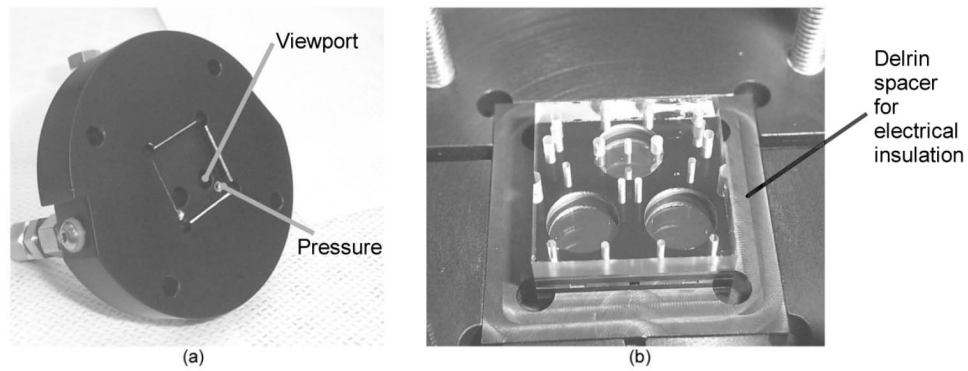 Viewport
Pressure
(a)
Delrin
spacer
for
electrical
insulation
(b)